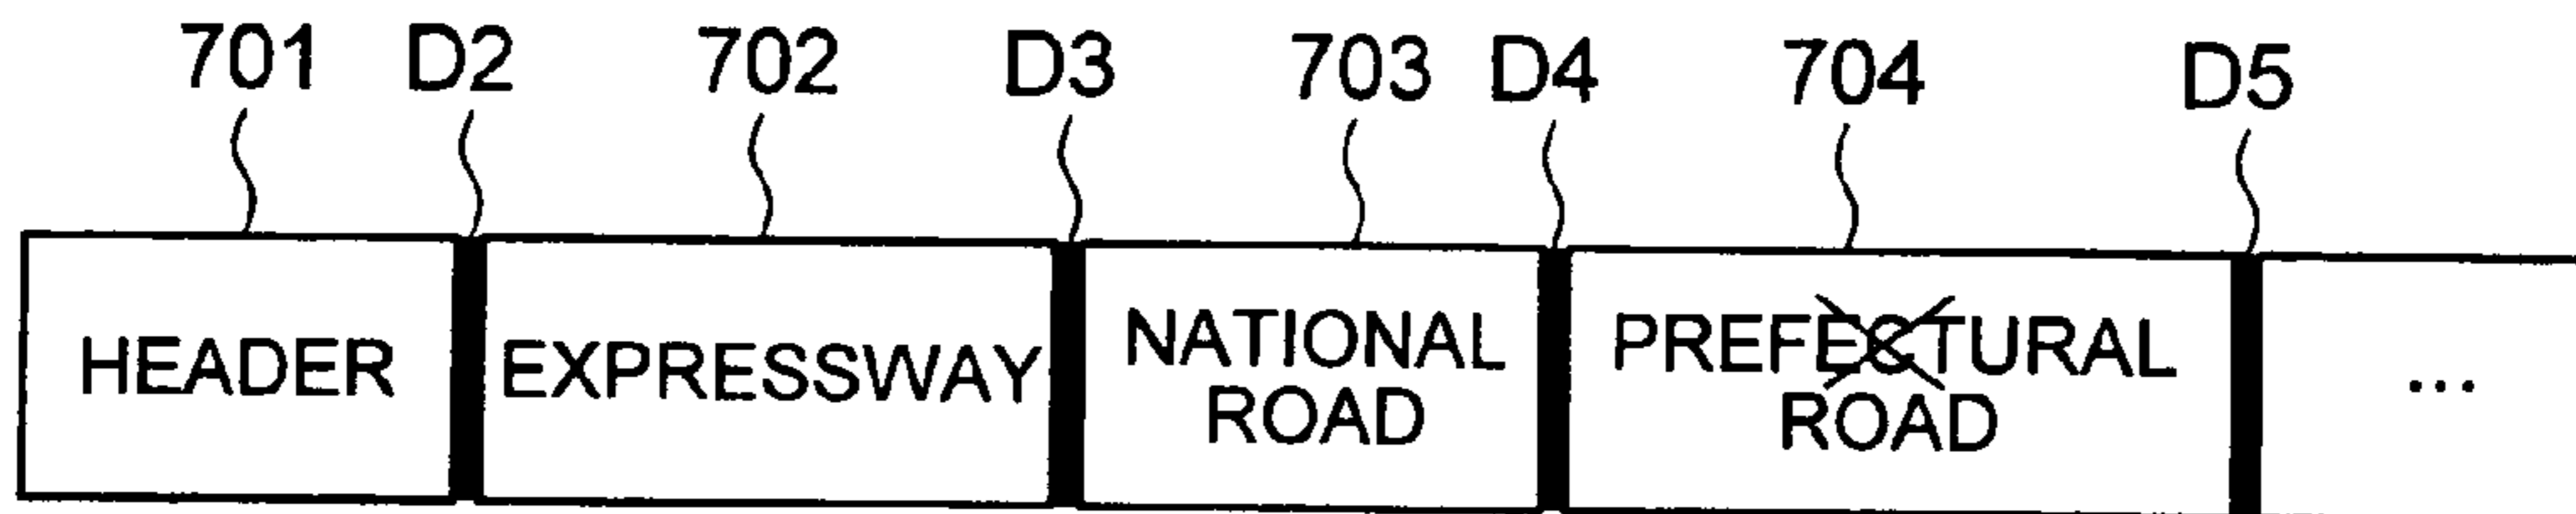 701 D2 702 D3 703 D4 704 D5
HEADER
EXPRESSWAY
NATIONAL
ROAD
PREFECTURAL
ROAD
...